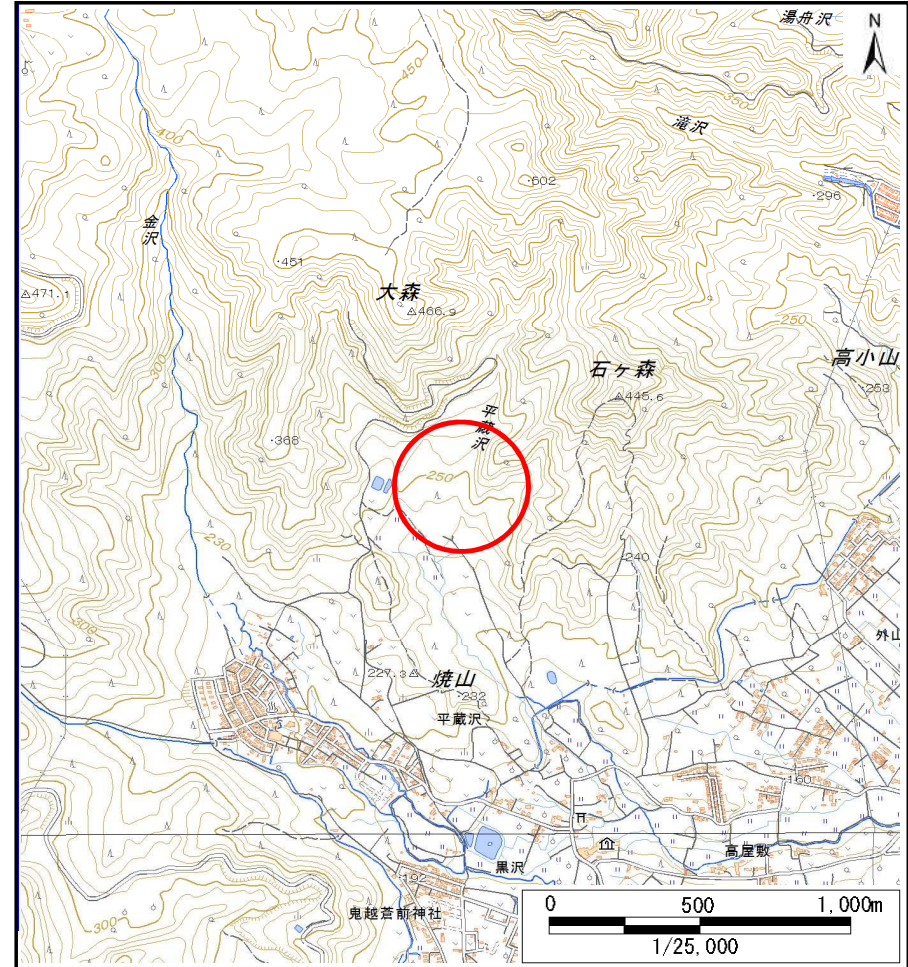 湯舟沢
N
450
350
滝沢
400
・502
・296
金沢
・451
△471.1
大森
△466.9
250
300
石ヶ森
△445.6
高小山
・253
平蔵沢
・368
250
230
・240
外山
300
227.3△
焼山
・232
平蔵沢
・160
黒沢
高屋敷
・192
鬼越蒼前神社
300
0 500 1,000m
1/25,000